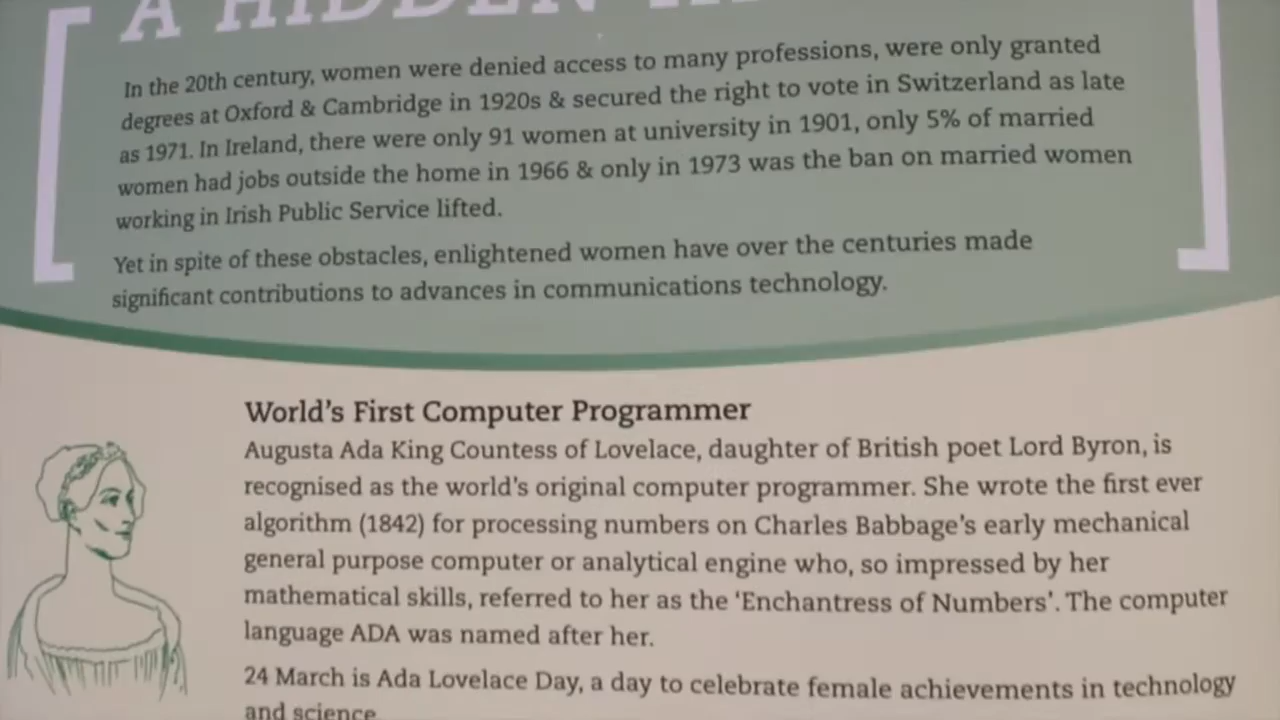 A HIDDEN
In the 20th century, women were denied access to many professions, were only granted
degrees at Oxford & Cambridge in 1920s & secured the right to vote in Switzerland as late
as 1971. In Ireland, there were only 91 women at university in 1901, only 5% of married
women had jobs outside the home in 1966 & only in 1973 was the ban on married women
working in Irish Public Service lifted.
Yet in spite of these obstacles, enlightened women have over the centuries made
significant contributions to advances in communications technology.
World's First Computer Programmer
Augusta Ada King Countess of Lovelace, daughter of British poet Lord Byron, is
recognised as the world's original computer programmer. She wrote the first ever
algorithm (1842) for processing numbers on Charles Babbage's early mechanical
general purpose computer or analytical engine who, so impressed by her
mathematical skills, referred to her as the 'Enchantress of Numbers'. The computer
language ADA was named after her.
24 March is Ada Lovelace Day, a day to celebrate female achievements in technology
and science